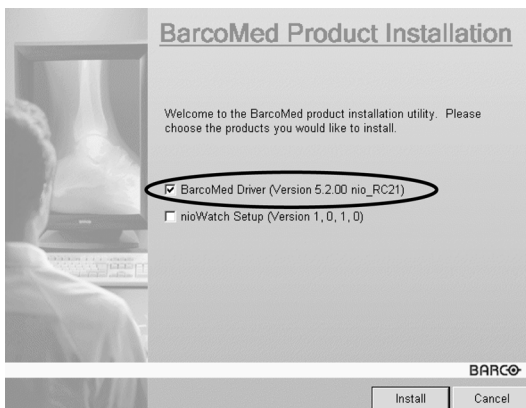 BarcoMed Product Installation
Welcome to the BarcoMed product installation utility. Please
choose the products you would like to install.
BarcoMed Driver (Version 5.2.00 nio_RC21)
nioWatch Setup (Version 1, 0, 1, 0)
BARCO
Install Cancel